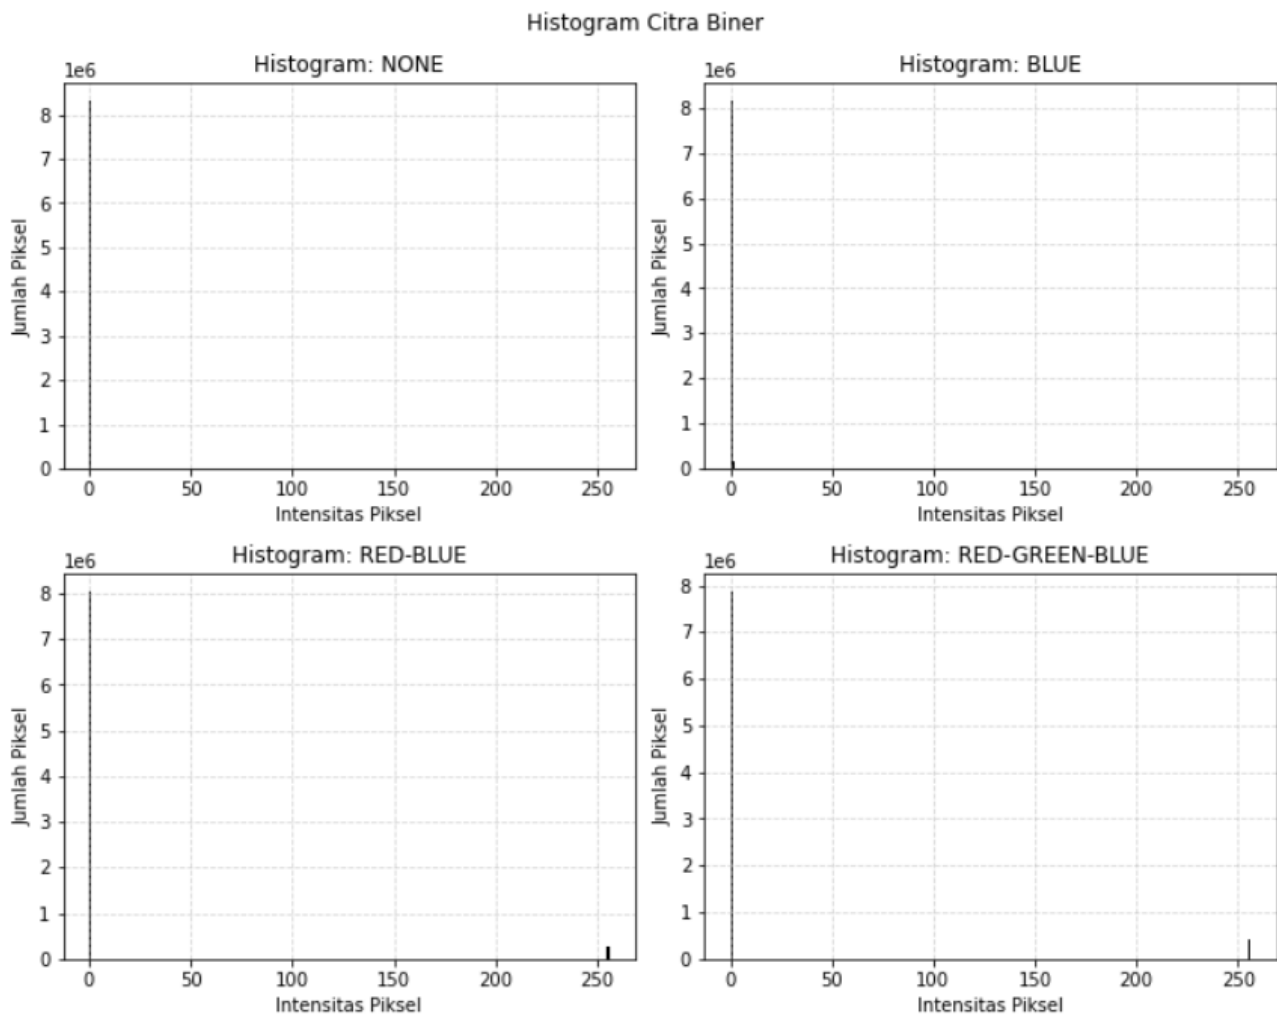 Histogram Citra Biner
Histogram: NONE
1e6
8
7
6
5
4
3
2
1
0
Jumlah Piksel
0 50 100 150 200 250
Intensitas Piksel
Histogram: BLUE
1e6
8
7
6
5
4
3
2
1
0
Jumlah Piksel
0 50 100 150 200 250
Intensitas Piksel
Histogram: RED-BLUE
1e6
8
7
6
5
4
3
2
1
0
Jumlah Piksel
0 50 100 150 200 250
Intensitas Piksel
Histogram: RED-GREEN-BLUE
1e6
8
7
6
5
4
3
2
1
0
Jumlah Piksel
0 50 100 150 200 250
Intensitas Piksel